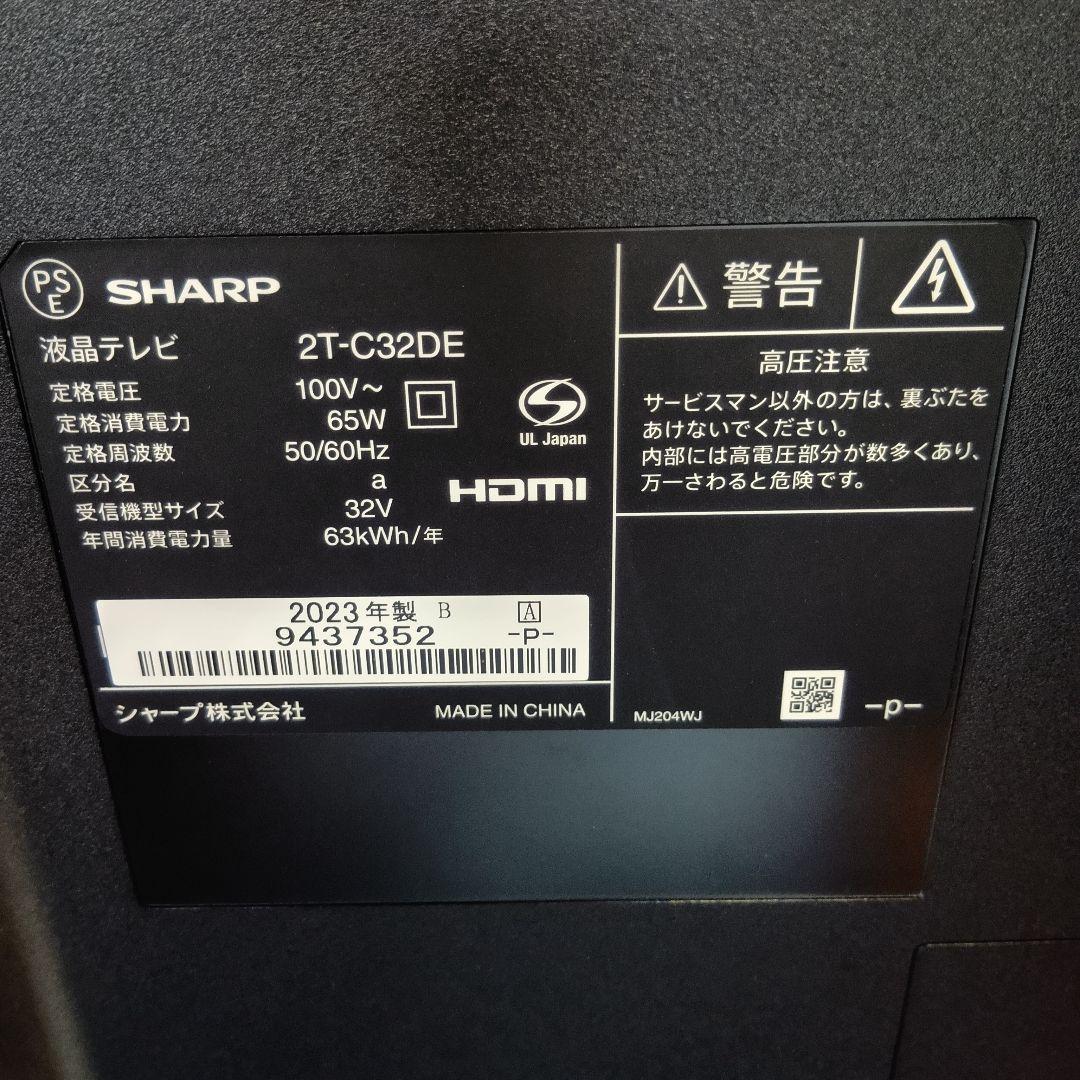 PS
E
SHARP
液晶テレビ 2T-C32DE
定格電圧 100V～
定格消費電力 65W
定格周波数 50/60Hz
区分名 a
受信機型サイズ 32V
年間消費電力量 63kWh/年
S
UL Japan
HDMI
2023年製 B A
9437352 -P-
シャープ株式会社 MADE IN CHINA
警告
高圧注意
サービスマン以外の方は、裏ぶたを
あけないでください。
内部には高電圧部分が数多くあり、
万一さわると危険です。
MJ204WJ -p-